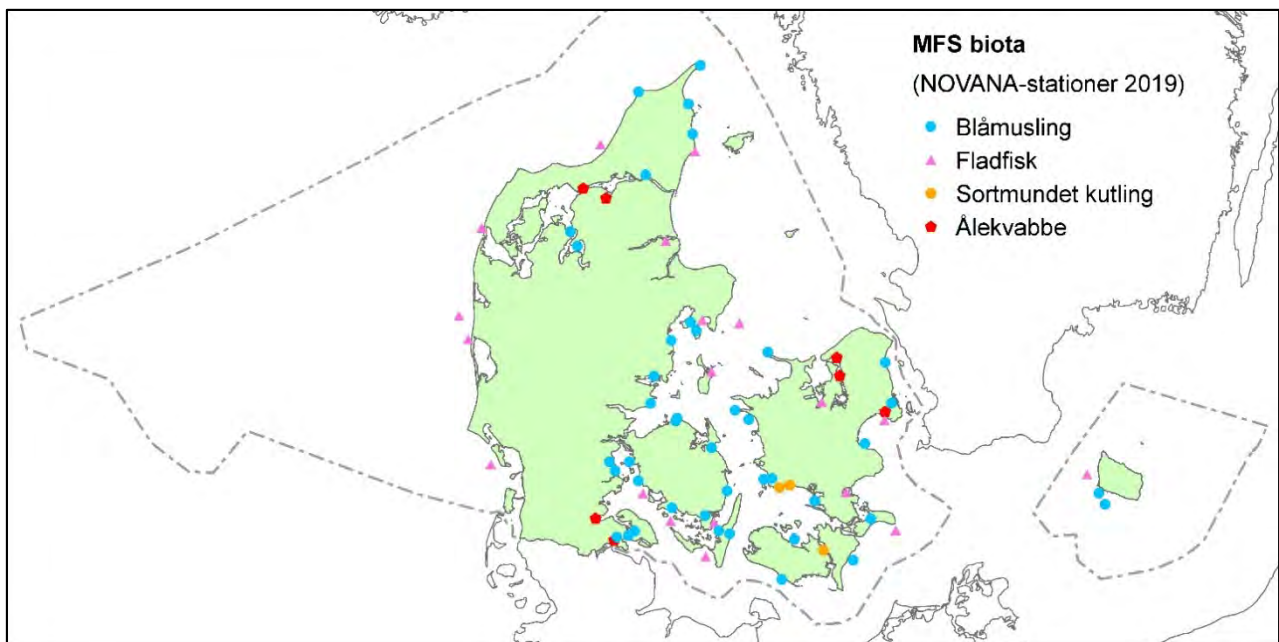 MFS biota
(NOVANA-stationer 2019)
Blåmusling
Fladfisk
Sortmundet kutling
Ålekvabbe